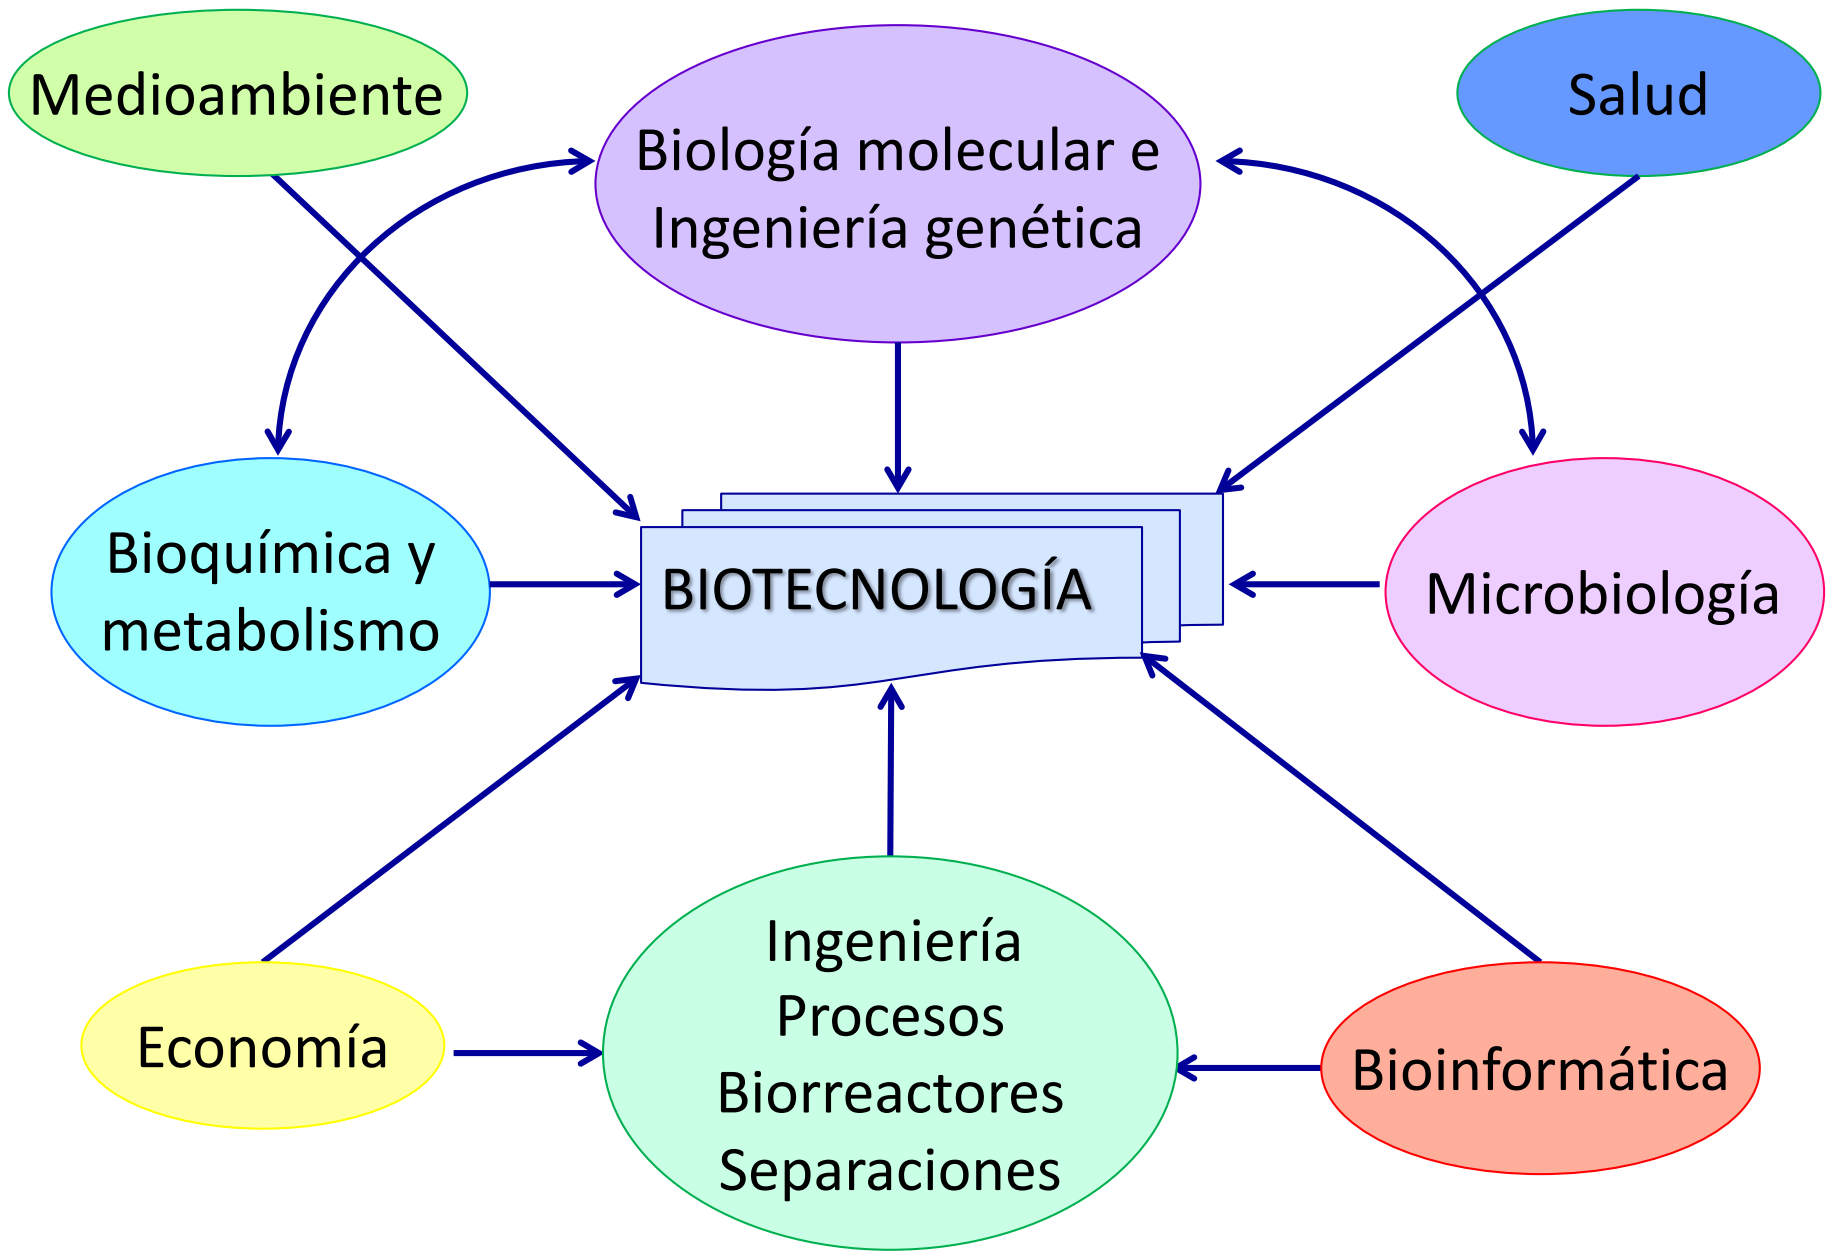 Medioambiente
Biología molecular e
Ingeniería genética
Salud
Bioquímica y
metabolismo
BIOTECNOLOGÍA
Microbiología
Economía
Ingeniería
Procesos
Biorreactores
Separaciones
Bioinformática